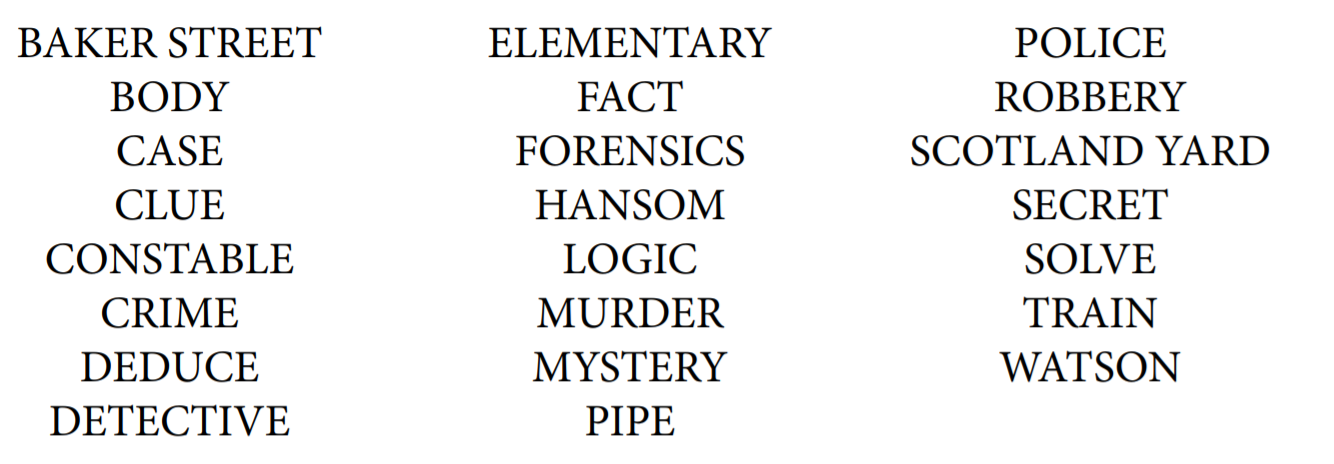 BAKER STREET
BODY
CASE
CLUE
CONSTABLE
CRIME
DEDUCE
DETECTIVE
ELEMENTARY
FACT
FORENSICS
HANSOM
LOGIC
MURDER
MYSTERY
PIPE
POLICE
ROBBERY
SCOTLAND YARD
SECRET
SOLVE
TRAIN
WATSON